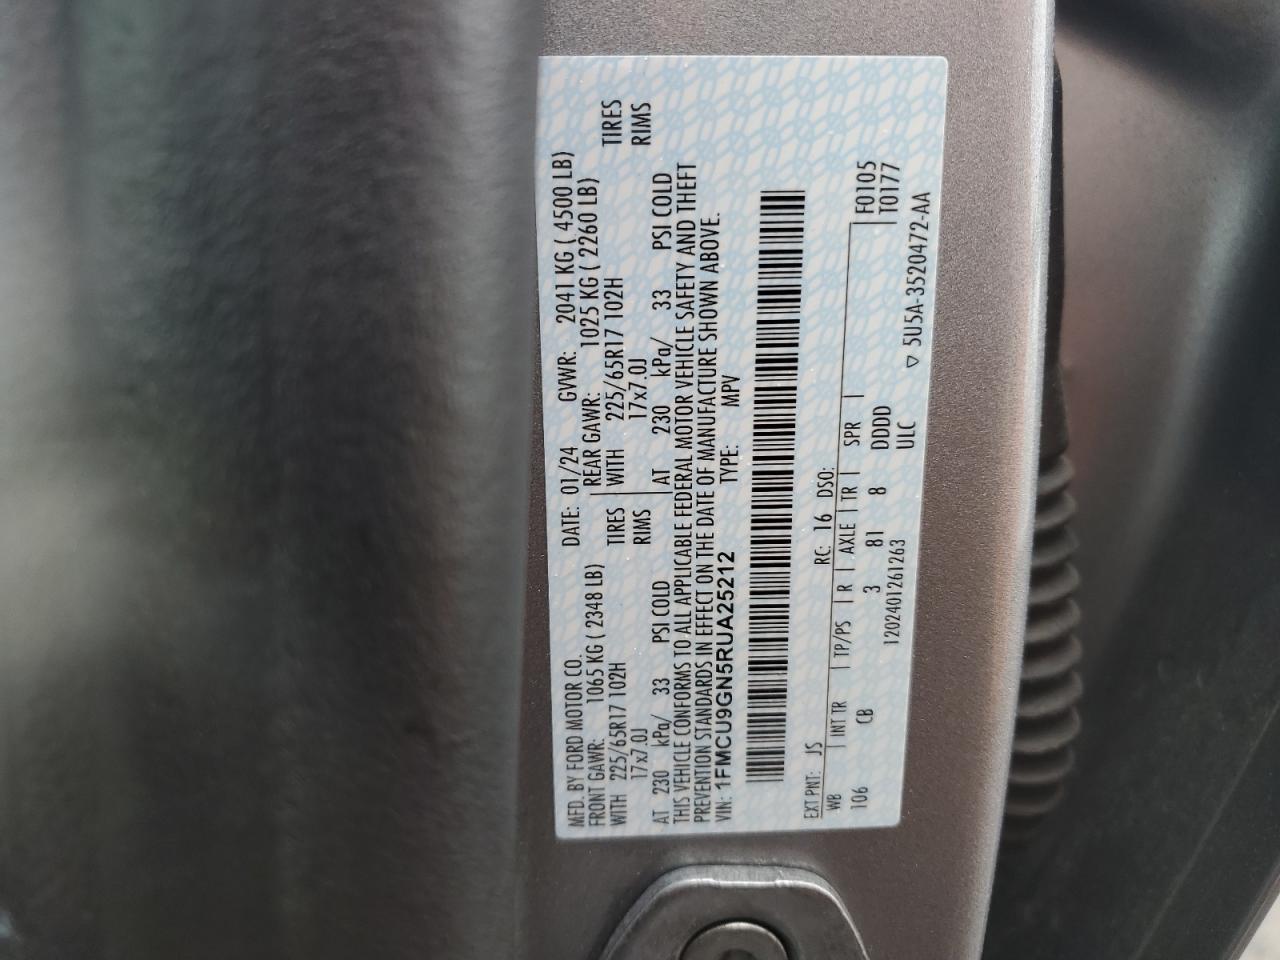 MFD. BY FORD MOTOR CO. DATE: 01/24 GVWR: 2041 KG ( 4500 LB)
FRONT GAWR: 1065 KG ( 2348 LB) REAR GAWR: 1025 KG ( 2260 LB)
WITH 225/65R17 102H TIRES WITH 225/65R17 102H TIRES
17x7.0J RIMS 17x7.0J RIMS
AT 230 kPa/ 33 PSI COLD AT 230 kPa/ 33 PSI COLD
THIS VEHICLE CONFORMS TO ALL APPLICABLE FEDERAL MOTOR VEHICLE SAFETY AND THEFT
PREVENTION STANDARDS IN EFFECT ON THE DATE OF MANUFACTURE SHOWN ABOVE.
VIN: 1FMCU9GN5RUA25212 TYPE: MPV
EXT PNT: JS RC: 16 DSO:
WB INT TR TP/PS R AXLE TR SPR F0105
106 CB 3 81 8 DDDD T0177
1202401261263 ULC ▽ 5U5A-3520472-AA